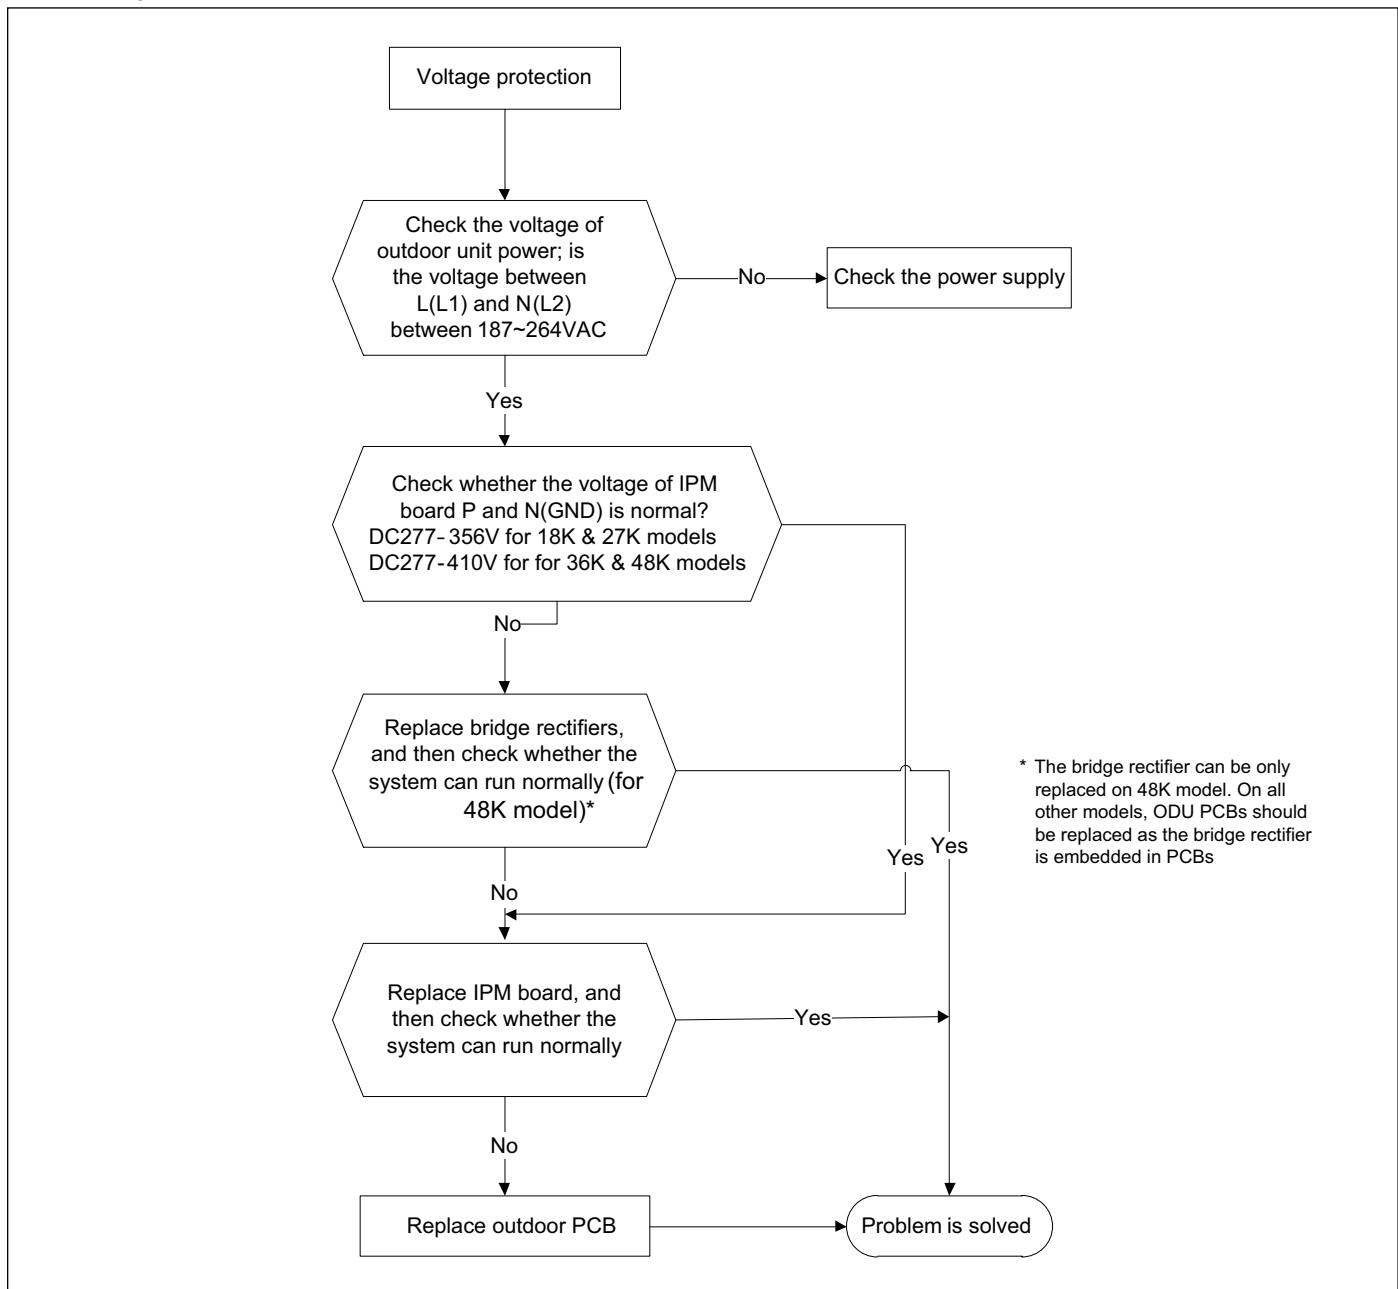 Voltage protection
Check the voltage of
outdoor unit power; is
the voltage between
L(L1) and N(L2)
between 187~264VAC
No
Check the power supply
Yes
Check whether the voltage of IPM
board P and N(GND) is normal?
DC277-356V for 18K & 27K models
DC277-410V for for 36K & 48K models
No
Replace bridge rectifiers,
and then check whether the
system can run normally (for
48K model)*
* The bridge rectifier can be only
replaced on 48K model. On all
other models, ODU PCBs should
be replaced as the bridge rectifier
is embedded in PCBs
Yes
Yes
No
Replace IPM board, and
then check whether the
system can run normally
Yes
No
Replace outdoor PCB
Problem is solved